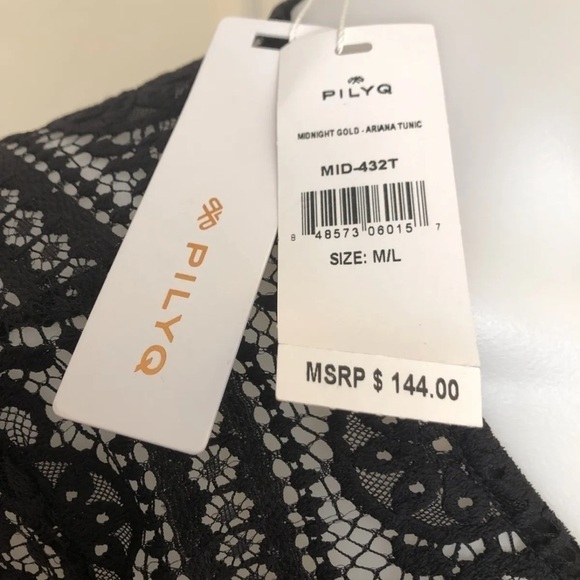 PILYQ
PILYQ
MIDNIGHT GOLD - ARIANA TUNIC
MID-432T
8 48573 06015 7
SIZE: M/L
MSRP $ 144.00